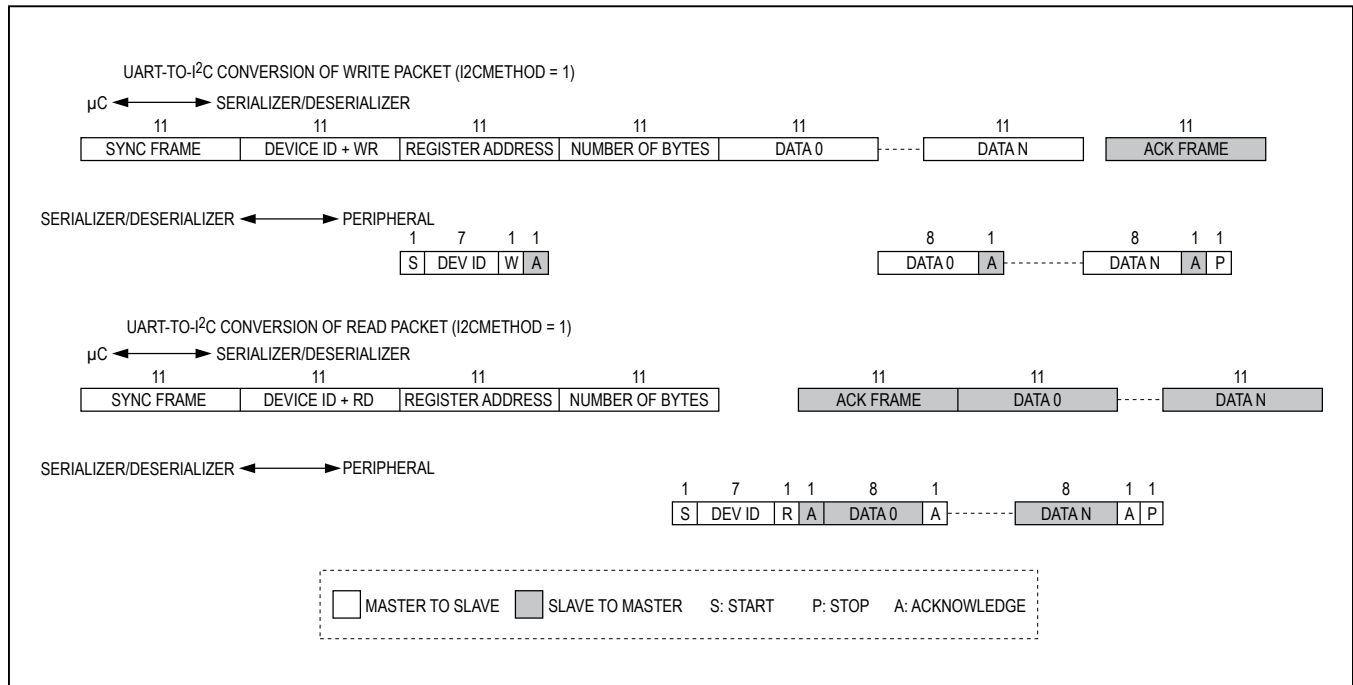 UART-TO-I2C CONVERSION OF WRITE PACKET (I2CMETHOD = 1)
µC SERIALIZER/DESERIALIZER
11 11 11 11 11 11 11
SYNC FRAME DEVICE ID + WR REGISTER ADDRESS NUMBER OF BYTES DATA 0 DATA N ACK FRAME
SERIALIZER/DESERIALIZER PERIPHERAL
1 7 1 1 8 1 8 1 1
S DEV ID W A DATA 0 A DATA N A P
UART-TO-I2C CONVERSION OF READ PACKET (I2CMETHOD = 1)
µC SERIALIZER/DESERIALIZER
11 11 11 11 11 11 11
SYNC FRAME DEVICE ID + RD REGISTER ADDRESS NUMBER OF BYTES ACK FRAME DATA 0 DATA N
SERIALIZER/DESERIALIZER PERIPHERAL
1 7 1 1 8 1 8 1 1
S DEV ID R A DATA 0 A DATA N A P
MASTER TO SLAVE SLAVE TO MASTER S: START P: STOP A: ACKNOWLEDGE